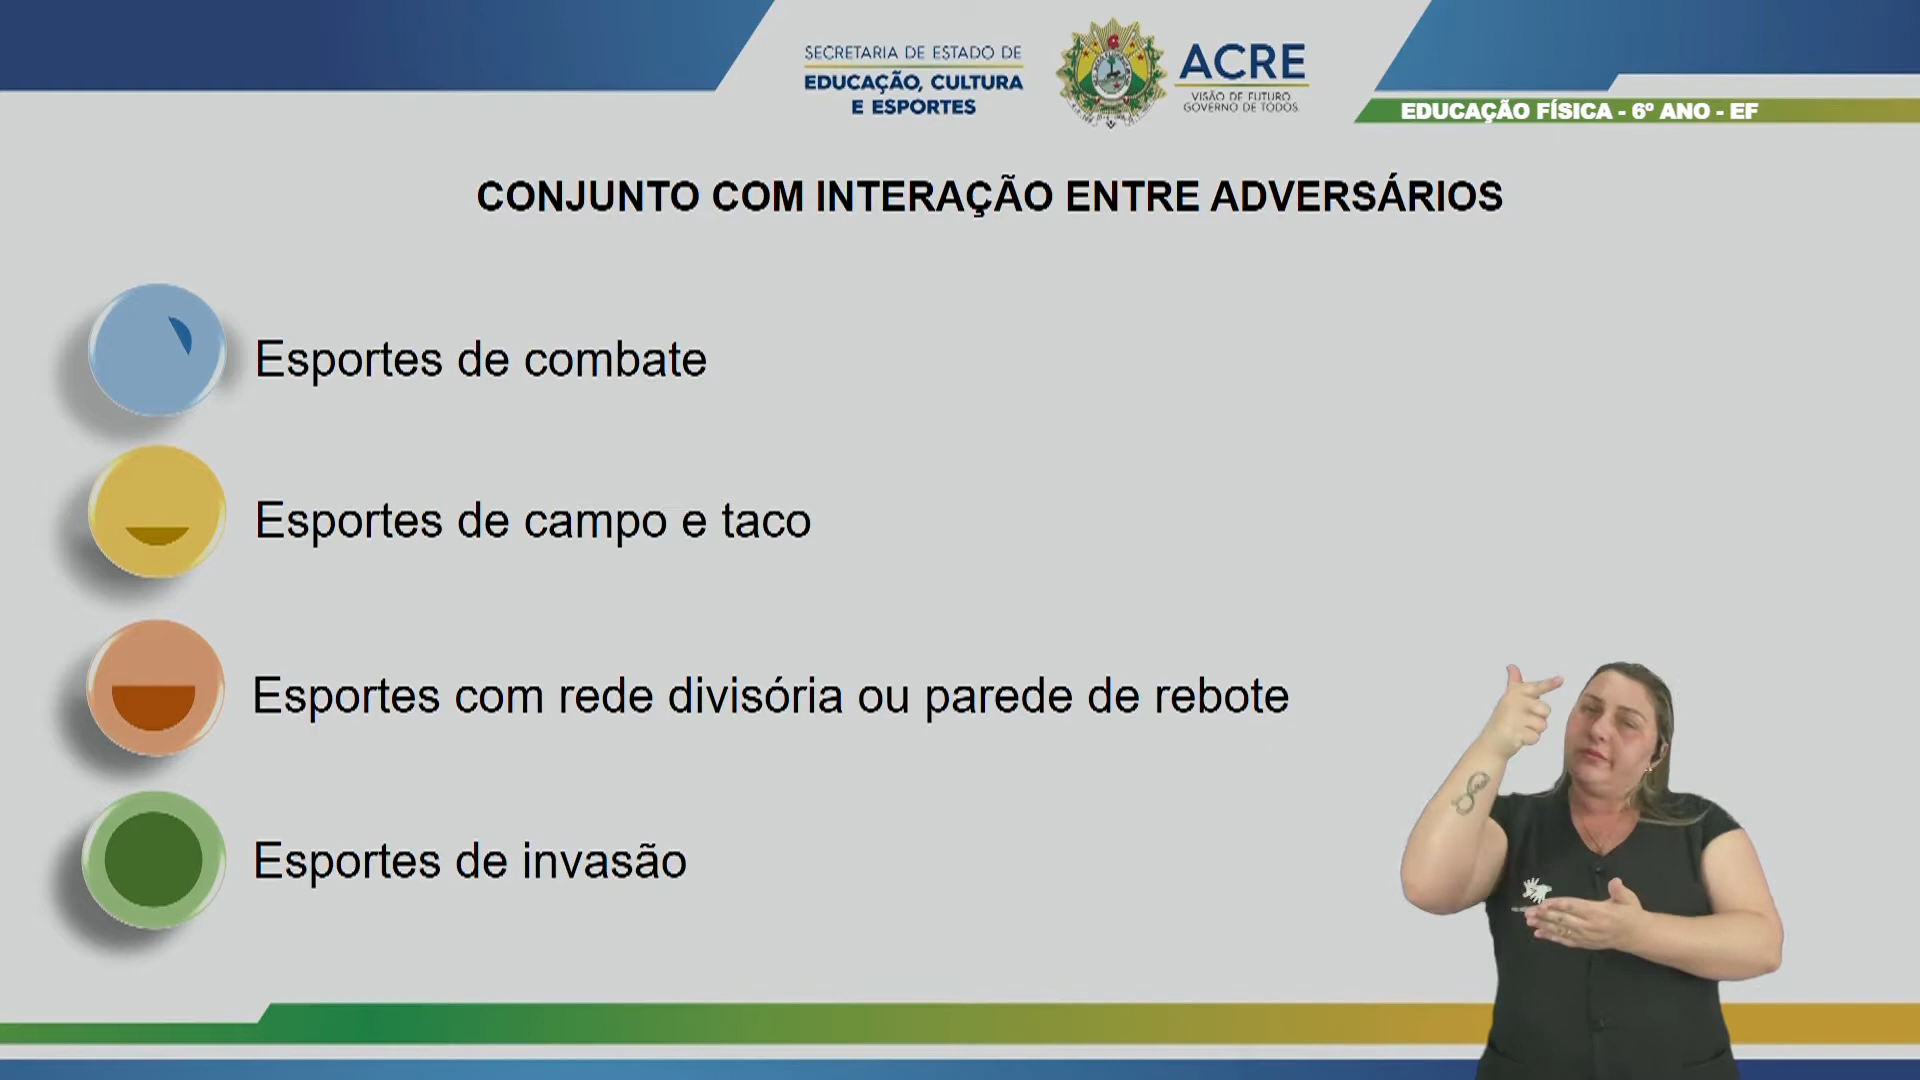 SECRETARIA DE ESTADO DE
EDUCAÇÃO, CULTURA
E ESPORTES
ACRE
VISÃO DE FUTURO
GOVERNO DE TODOS
EDUCAÇÃO FÍSICA - 6º ANO - EF
CONJUNTO COM INTERAÇÃO ENTRE ADVERSÁRIOS
Esportes de combate
Esportes de campo e taco
Esportes com rede divisória ou parede de rebote
Esportes de invasão